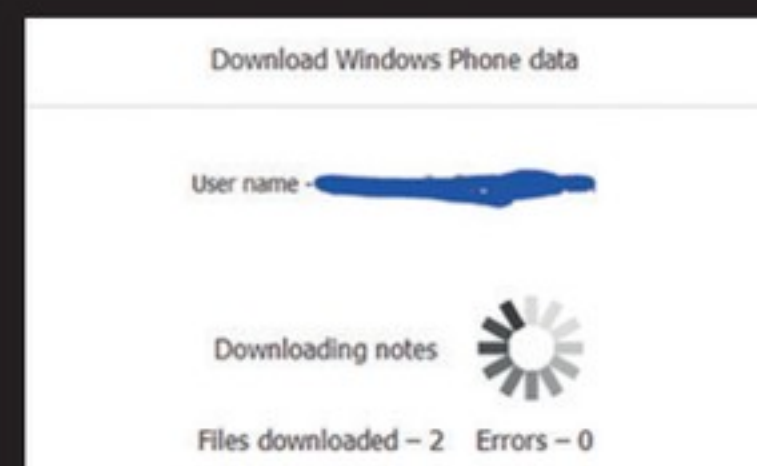 Download Windows Phone data
User name -
Downloading notes
Files downloaded – 2 Errors – 0